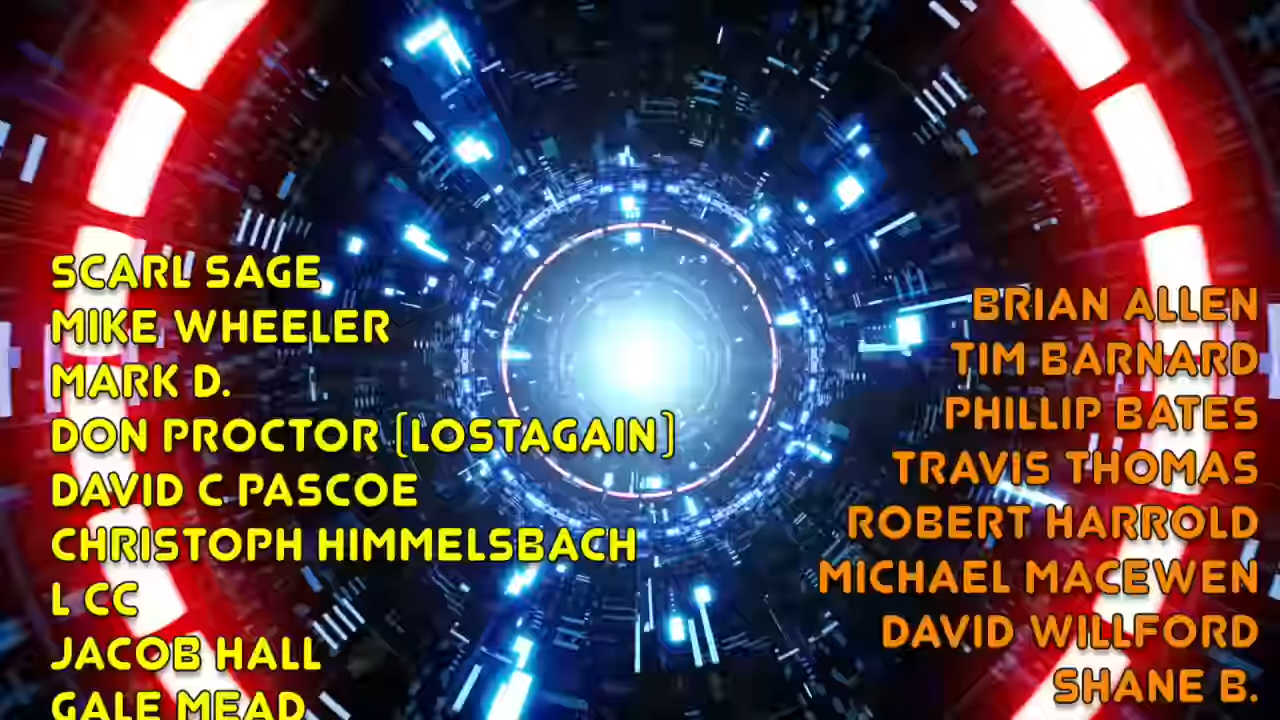 SCARL SAGE
MIKE WHEELER
MARK D.
DON PROCTOR (LOSTAGAIN)
DAVID C.PASCOE
CHRISTOPH HIMMELSBACH
L CC
JACOB HALL
GALE MEAD
BRIAN ALLEN
TIM BARNARD
PHILLIP BATES
TRAVIS THOMAS
ROBERT HARROLD
MICHAEL MACEWEN
DAVID WILLFORD
SHANE B.